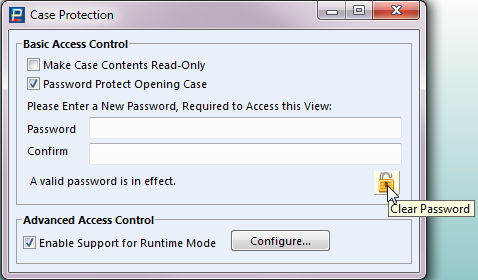 Case Protection
Basic Access Control
Make Case Contents Read-Only
Password Protect Opening Case
Please Enter a New Password, Required to Access this View:
Password
Confirm
A valid password is in effect.
Clear Password
Advanced Access Control
Enable Support for Runtime Mode
Configure...